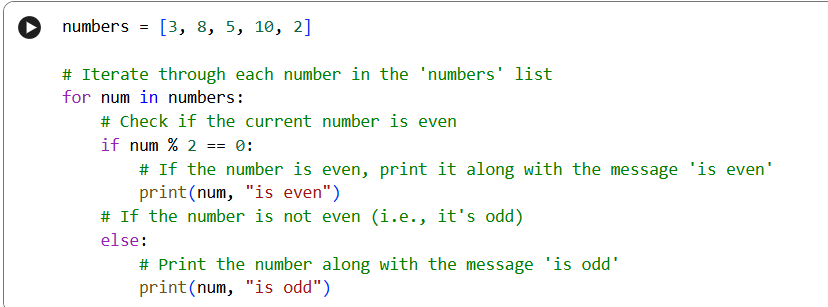 numbers = [3, 8, 5, 10, 2]
# Iterate through each number in the 'numbers' list
for num in numbers:
    # Check if the current number is even
    if num % 2 == 0:
        # If the number is even, print it along with the message 'is even'
        print(num, "is even")
    # If the number is not even (i.e., it's odd)
    else:
        # Print the number along with the message 'is odd'
        print(num, "is odd")